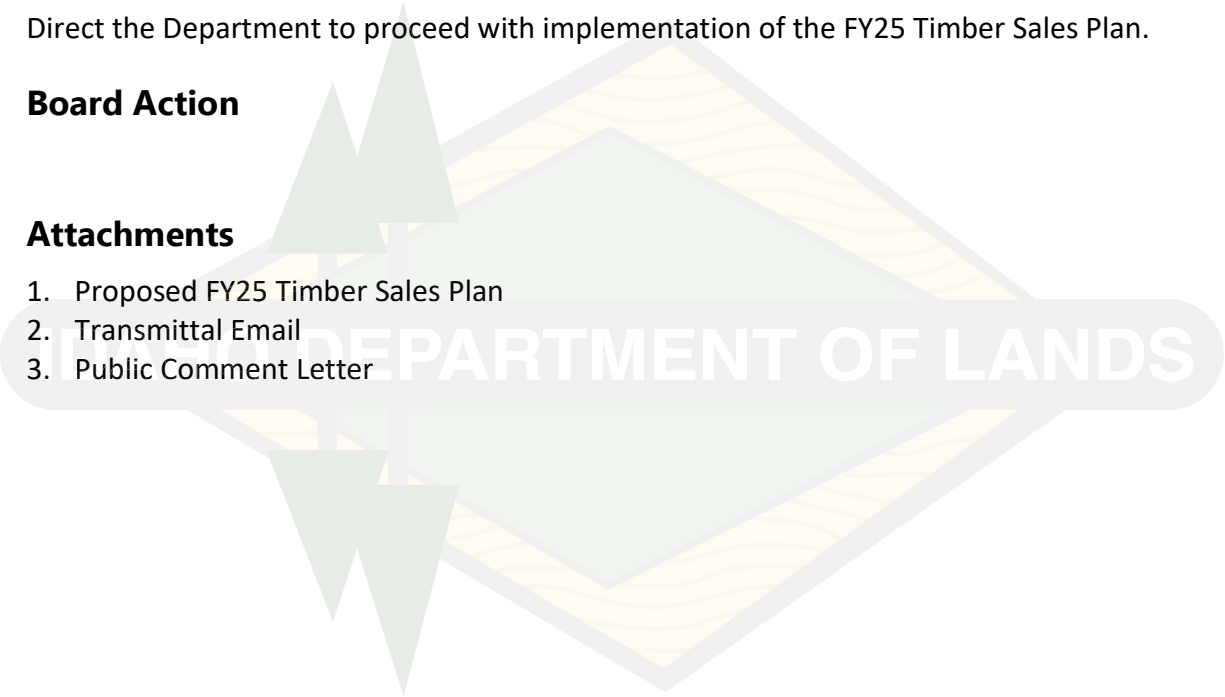 Direct the Department to proceed with implementation of the FY25 Timber Sales Plan.
Board Action
Attachments
1. Proposed FY25 Timber Sales Plan
2. Transmittal Email
3. Public Comment Letter
IDAHO DEPARTMENT OF LANDS